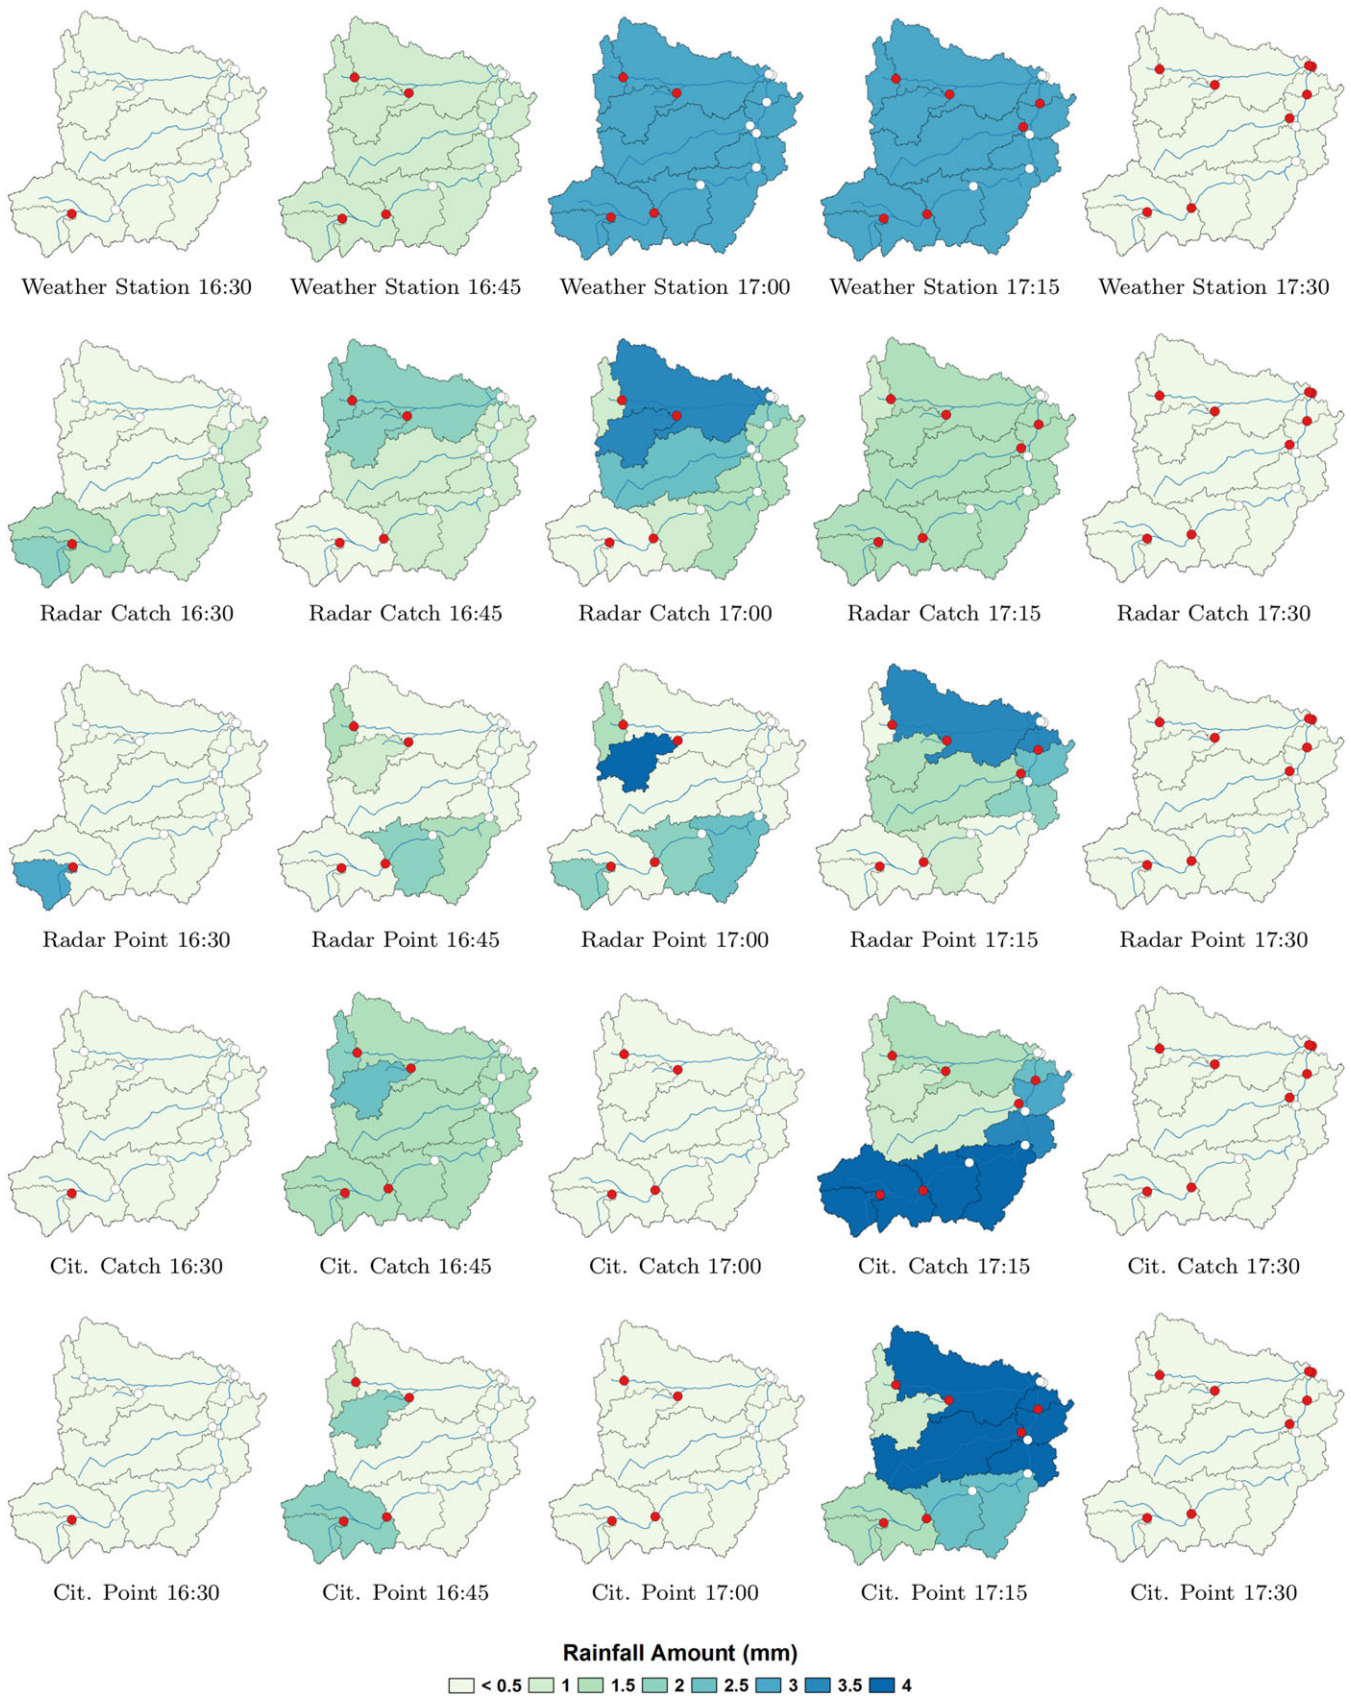 Weather Station 16:30 Weather Station 16:45 Weather Station 17:00 Weather Station 17:15 Weather Station 17:30
Radar Catch 16:30 Radar Catch 16:45 Radar Catch 17:00 Radar Catch 17:15 Radar Catch 17:30
Radar Point 16:30 Radar Point 16:45 Radar Point 17:00 Radar Point 17:15 Radar Point 17:30
Cit. Catch 16:30 Cit. Catch 16:45 Cit. Catch 17:00 Cit. Catch 17:15 Cit. Catch 17:30
Cit. Point 16:30 Cit. Point 16:45 Cit. Point 17:00 Cit. Point 17:15 Cit. Point 17:30
Rainfall Amount (mm)
< 0.5 1 1.5 2 2.5 3 3.5 4